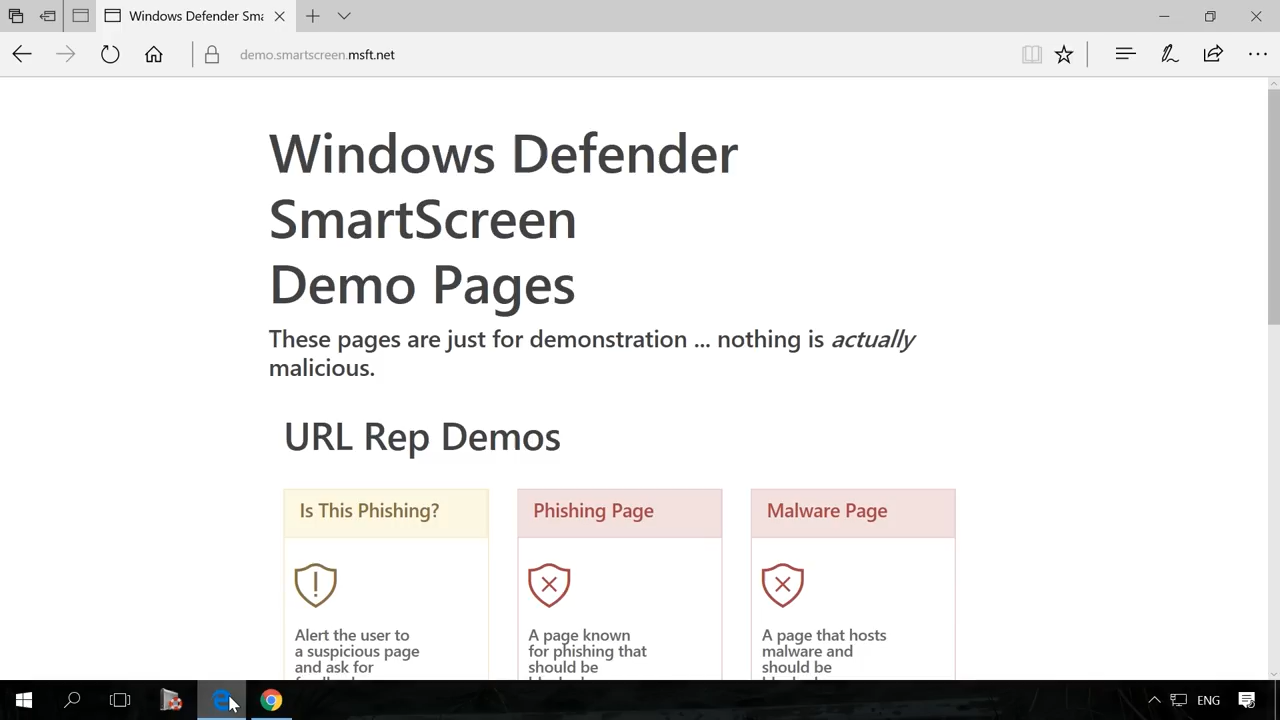 Windows Defender Sma
demo.smartscreen.msft.net
Windows Defender
SmartScreen
Demo Pages
These pages are just for demonstration ... nothing is actually
malicious.
URL Rep Demos
Is This Phishing?
Alert the user to
a suspicious page
and ask for
Phishing Page
A page known
for phishing that
should be
Malware Page
A page that hosts
malware and
should be
ENG